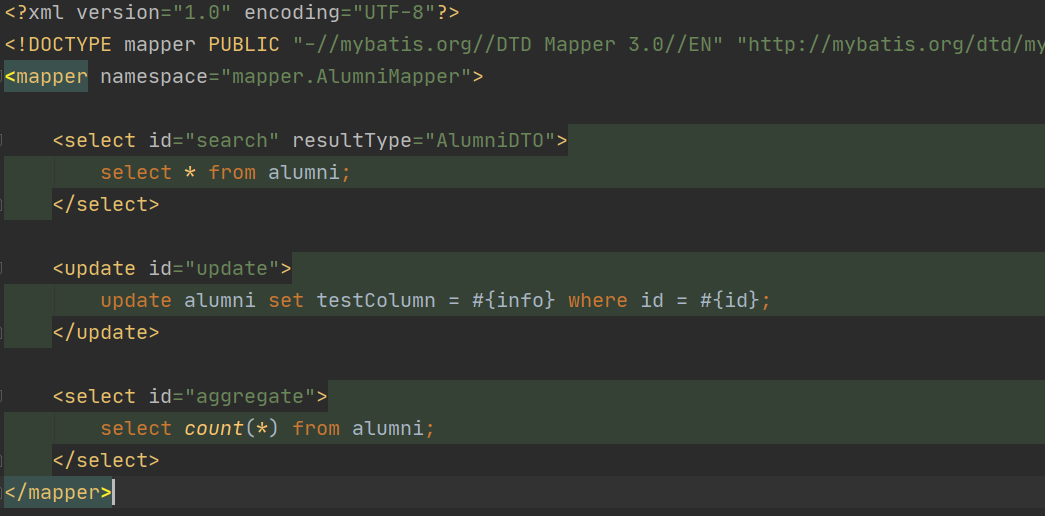 <?xml version="1.0" encoding="UTF-8"?>
<!DOCTYPE mapper PUBLIC "-//mybatis.org//DTD Mapper 3.0//EN" "http://mybatis.org/dtd/my
<mapper namespace="mapper.AlumniMapper">
<select id="search" resultType="AlumniDTO">
select * from alumni;
</select>
<update id="update">
update alumni set testColumn = #{info} where id = #{id};
</update>
<select id="aggregate">
select count(*) from alumni;
</select>
</mapper>